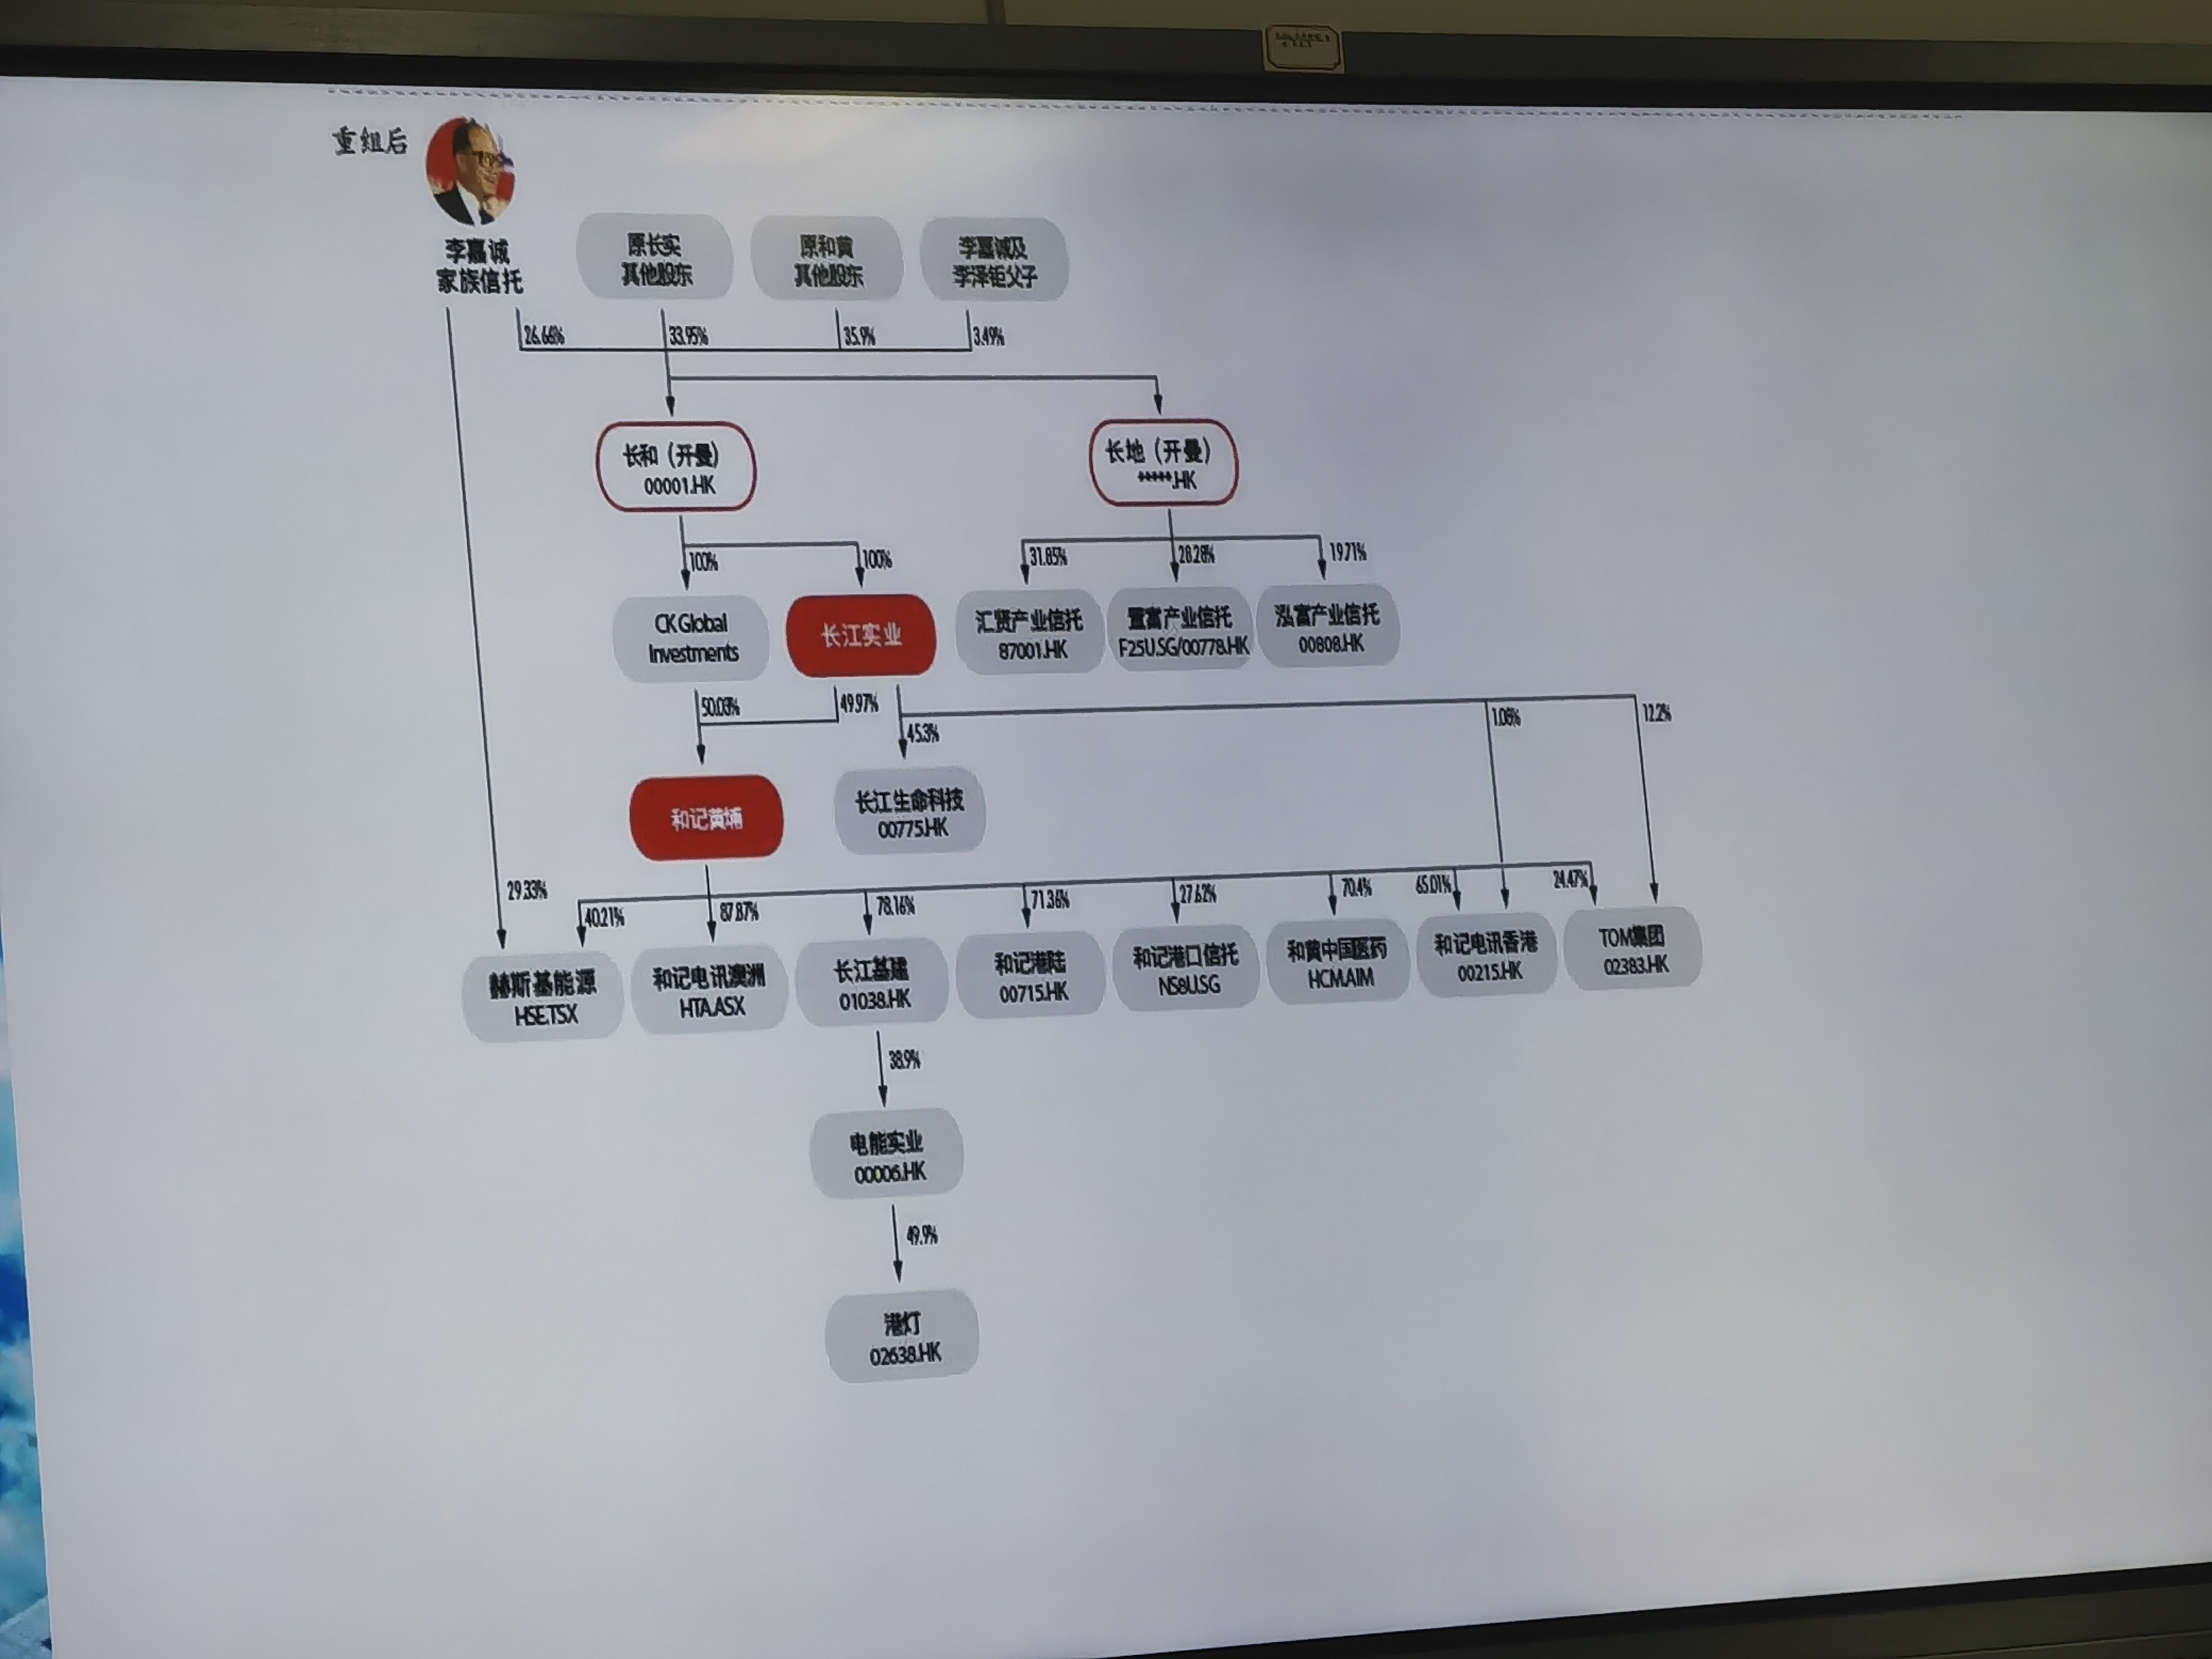 重组后
李嘉诚
家族信托
原长实
其他股东
原和黄
其他股东
李嘉诚及
李泽钜父子
26.66%
33.95%
35.9%
3.49%
长和（开曼）
00001.HK
长地（开曼）
*****.HK
100%
100%
31.85%
28.28%
19.71%
CK Global
Investments
长江实业
汇贤产业信托
87001.HK
置富产业信托
F25U.SG/00778.HK
泓富产业信托
00808.HK
50.03%
49.97%
45.3%
1.08%
12.2%
和记黄埔
长江生命科技
00775.HK
29.33%
40.21%
87.87%
78.16%
71.36%
27.62%
70.4%
65.01%
24.47%
赫斯基能源
HSE.TSX
和记电讯澳洲
HTA.ASX
长江基建
01038.HK
和记港陆
00715.HK
和记港口信托
NS8U.SG
和黄中国医药
HCM.AIM
和记电讯香港
00215.HK
TOM集团
02383.HK
38.9%
电能实业
00006.HK
49.9%
港灯
02638.HK